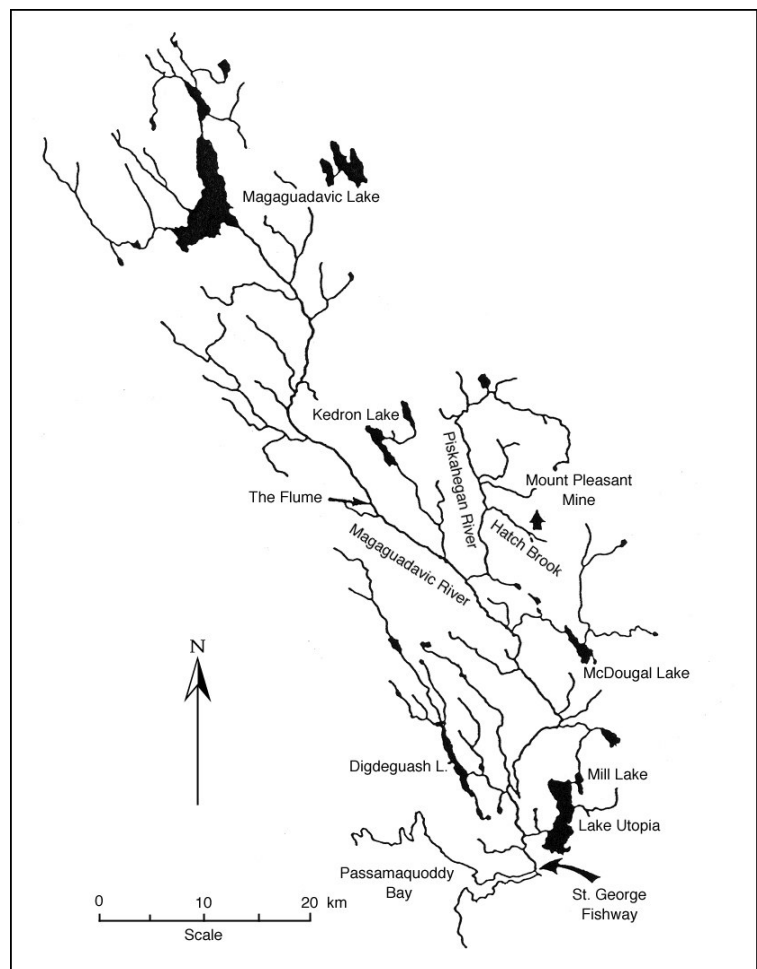 Magaguadavic Lake
Kedron Lake
Piskahegan River
Mount Pleasant
Mine
The Flume
Hatch Brook
Magaguadavic River
N
McDougal Lake
Digdeguash L.
Mill Lake
Lake Utopia
Passamaquoddy
Bay
St. George
Fishway
0 10 20 km
Scale